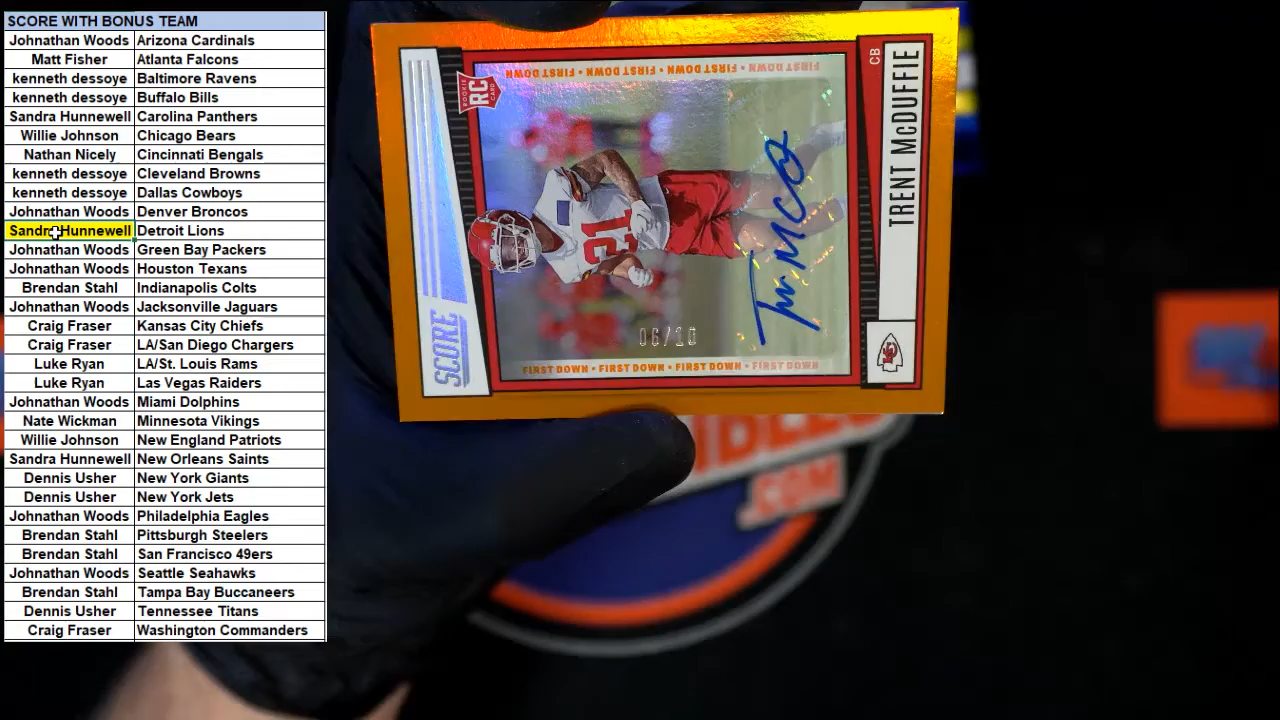 SCORE WITH BONUS TEAM
Johnathan Woods Arizona Cardinals
Matt Fisher Atlanta Falcons
kenneth dessoye Baltimore Ravens
kenneth dessoye Buffalo Bills
Sandra Hunnewell Carolina Panthers
Willie Johnson Chicago Bears
Nathan Nicely Cincinnati Bengals
kenneth dessoye Cleveland Browns
kenneth dessoye Dallas Cowboys
Johnathan Woods Denver Broncos
Sandra Hunnewell Detroit Lions
Johnathan Woods Green Bay Packers
Johnathan Woods Houston Texans
Brendan Stahl Indianapolis Colts
Johnathan Woods Jacksonville Jaguars
Craig Fraser Kansas City Chiefs
Craig Fraser LA/San Diego Chargers
Luke Ryan LA/St. Louis Rams
Luke Ryan Las Vegas Raiders
Johnathan Woods Miami Dolphins
Nate Wickman Minnesota Vikings
Willie Johnson New England Patriots
Sandra Hunnewell New Orleans Saints
Dennis Usher New York Giants
Dennis Usher New York Jets
Johnathan Woods Philadelphia Eagles
Brendan Stahl Pittsburgh Steelers
Brendan Stahl San Francisco 49ers
Johnathan Woods Seattle Seahawks
Brendan Stahl Tampa Bay Buccaneers
Dennis Usher Tennessee Titans
Craig Fraser Washington Commanders
SCORE
ROOKIE
RC
CARD
FIRST DOWN • FIRST DOWN • FIRST DOWN • FIRST DOWN
21
06/10
FIRST DOWN • FIRST DOWN • FIRST DOWN • FIRST DOWN
CB
TRENT McDUFFIE
KC
.COM